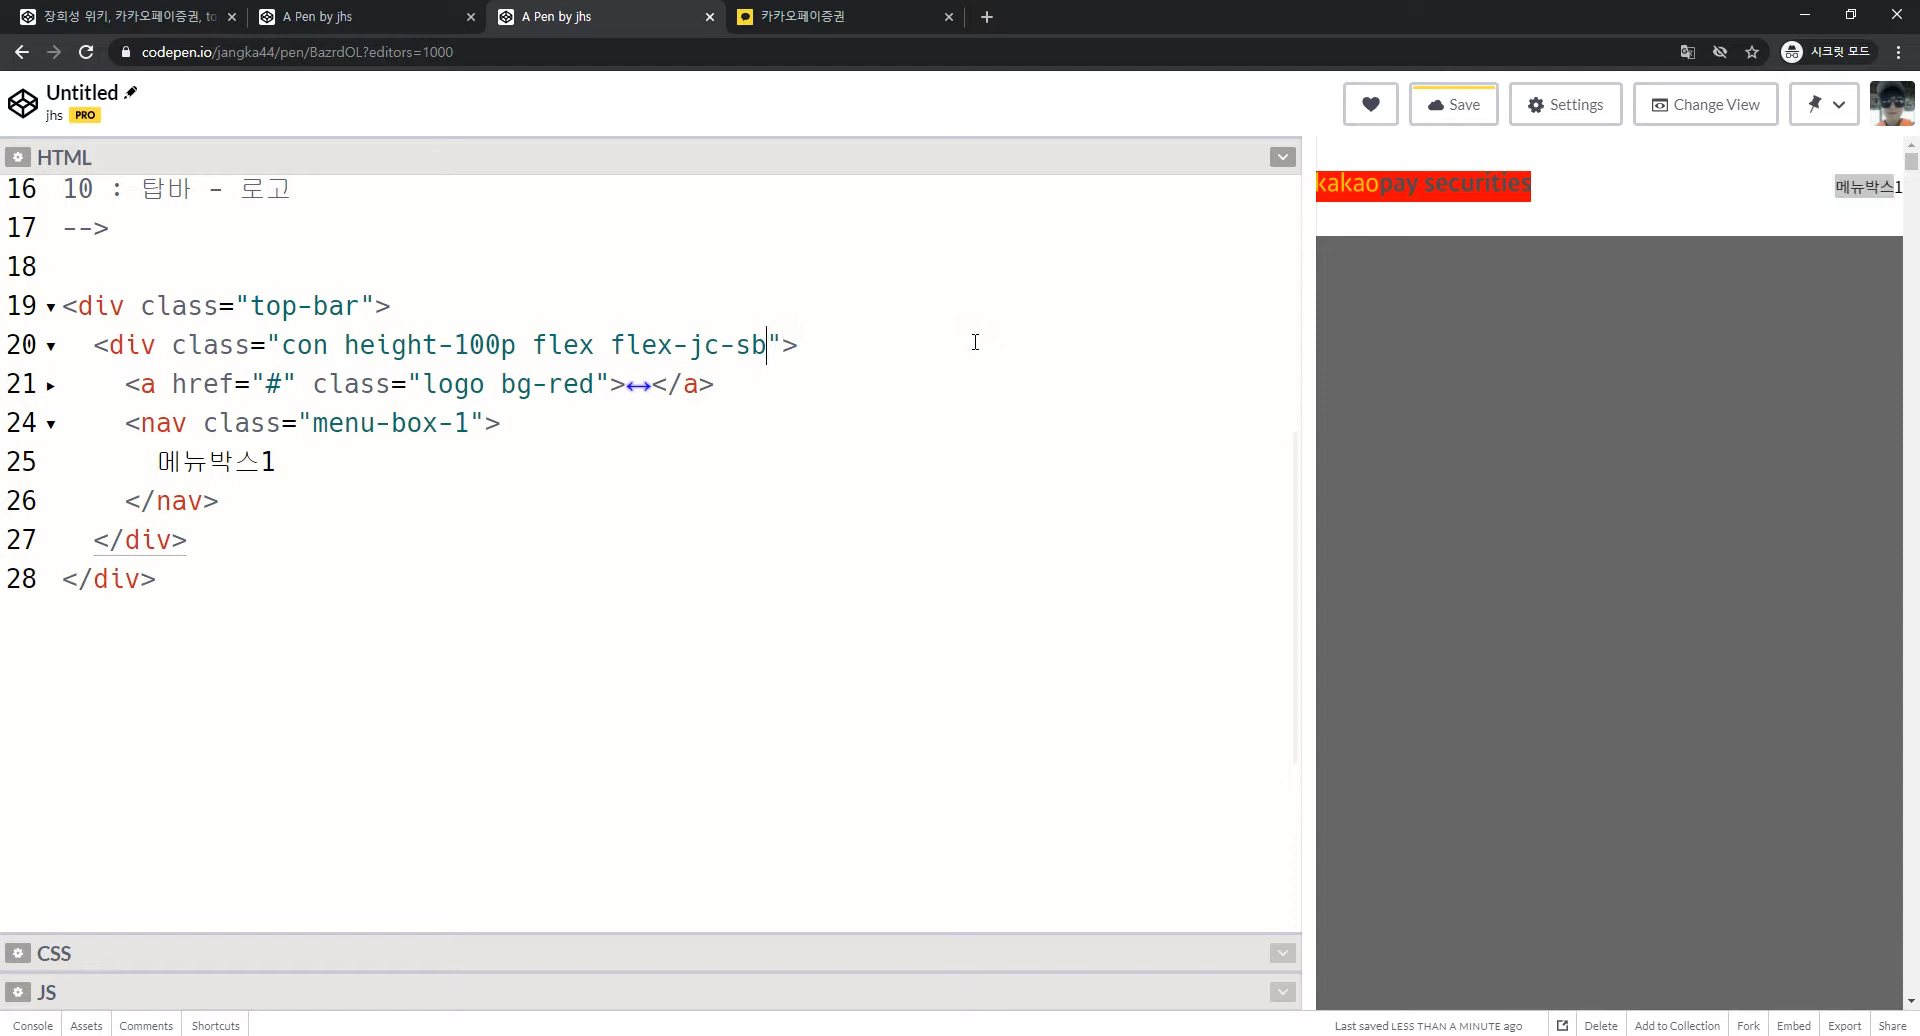 장희성 위키, 카카오페이증권, to
A Pen by jhs
A Pen by jhs
카카오페이증권
codepen.io/jangka44/pen/BazrdOL?editors=1000
시크릿 모드
Untitled
jhs PRO
Save
Settings
Change View
HTML
16 10 : 탑바 - 로고
17 -->
18
19 <div class="top-bar">
20 <div class="con height-100p flex flex-jc-sb">
21 <a href="#" class="logo bg-red">↔</a>
24 <nav class="menu-box-1">
25 메뉴박스1
26 </nav>
27 </div>
28 </div>
kakaopay securities
메뉴박스1
CSS
JS
Console Assets Comments Shortcuts
Last saved LESS THAN A MINUTE ago
Delete Add to Collection Fork Embed Export Share